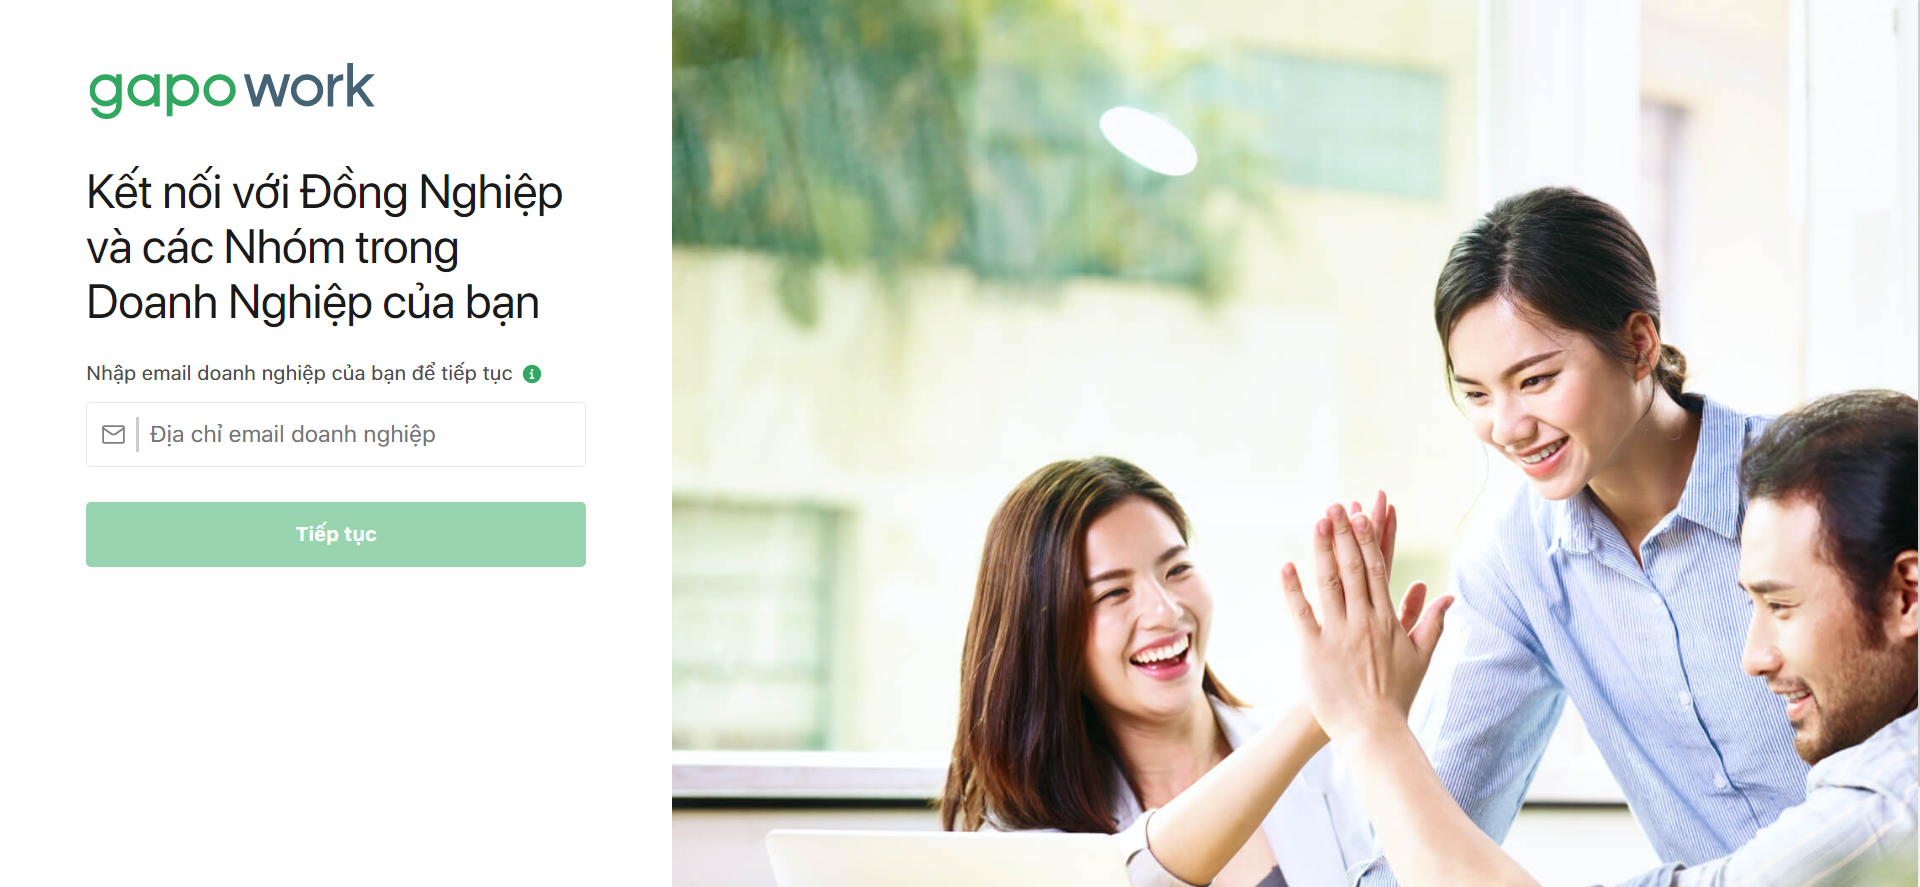 gapowork
Kết nối với Đồng Nghiệp
và các Nhóm trong
Doanh Nghiệp của bạn
Nhập email doanh nghiệp của bạn để tiếp tục
Địa chỉ email doanh nghiệp
Tiếp tục